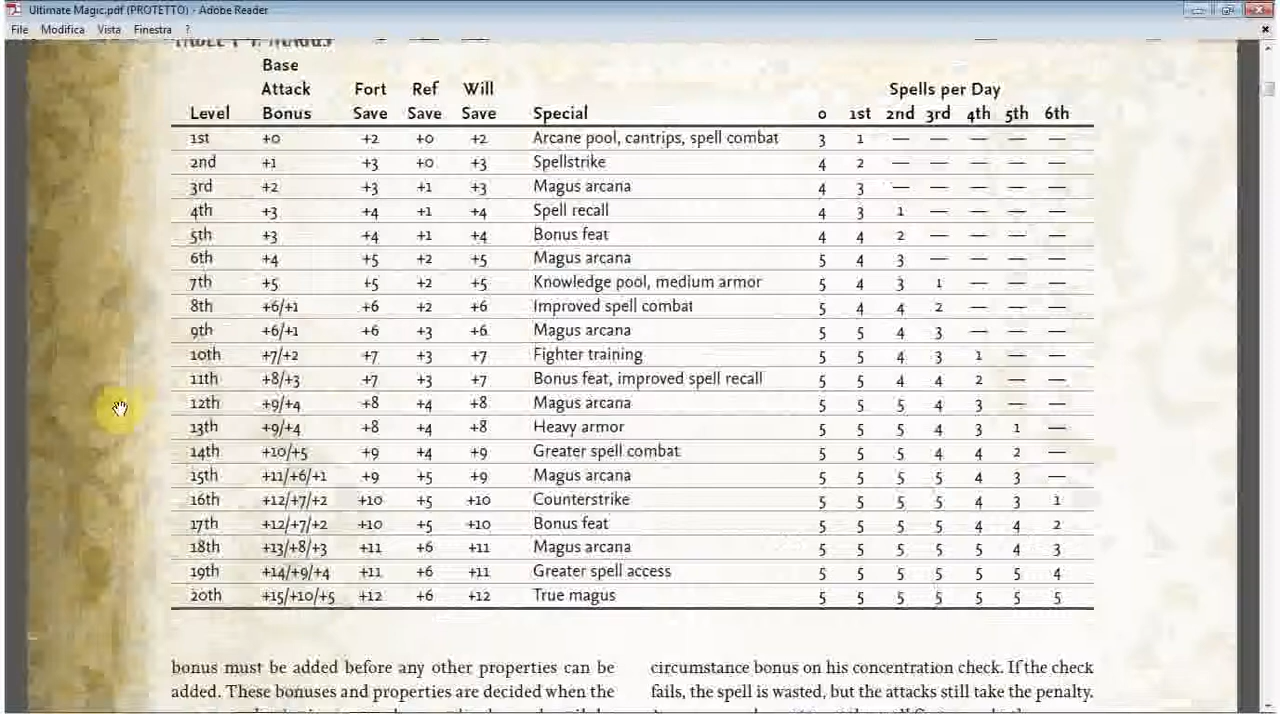 Ultimate Magic.pdf (PROTETTO) - Adobe Reader
File Modifica Vista Finestra ?
Base
Attack Fort Ref Will Spells per Day
Level Bonus Save Save Save Special 0 1st 2nd 3rd 4th 5th 6th
1st +0 +2 +0 +2 Arcane pool, cantrips, spell combat 3 1 — — — — —
2nd +1 +3 +0 +3 Spellstrike 4 2 — — — — —
3rd +2 +3 +1 +3 Magus arcana 4 3 — — — — —
4th +3 +4 +1 +4 Spell recall 4 3 1 — — — —
5th +3 +4 +1 +4 Bonus feat 4 4 2 — — — —
6th +4 +5 +2 +5 Magus arcana 5 4 3 — — — —
7th +5 +5 +2 +5 Knowledge pool, medium armor 5 4 3 1 — — —
8th +6/+1 +6 +2 +6 Improved spell combat 5 4 4 2 — — —
9th +6/+1 +6 +3 +6 Magus arcana 5 5 4 3 — — —
10th +7/+2 +7 +3 +7 Fighter training 5 5 4 3 1 — —
11th +8/+3 +7 +3 +7 Bonus feat, improved spell recall 5 5 4 4 2 — —
12th +9/+4 +8 +4 +8 Magus arcana 5 5 5 4 3 — —
13th +9/+4 +8 +4 +8 Heavy armor 5 5 5 4 3 1 —
14th +10/+5 +9 +4 +9 Greater spell combat 5 5 5 4 4 2 —
15th +11/+6/+1 +9 +5 +9 Magus arcana 5 5 5 5 4 3 —
16th +12/+7/+2 +10 +5 +10 Counterstrike 5 5 5 5 4 3 1
17th +12/+7/+2 +10 +5 +10 Bonus feat 5 5 5 5 4 4 2
18th +13/+8/+3 +11 +6 +11 Magus arcana 5 5 5 5 5 4 3
19th +14/+9/+4 +11 +6 +11 Greater spell access 5 5 5 5 5 5 4
20th +15/+10/+5 +12 +6 +12 True magus 5 5 5 5 5 5 5
bonus must be added before any other properties can be
added. These bonuses and properties are decided when the
circumstance bonus on his concentration check. If the check
fails, the spell is wasted, but the attacks still take the penalty.